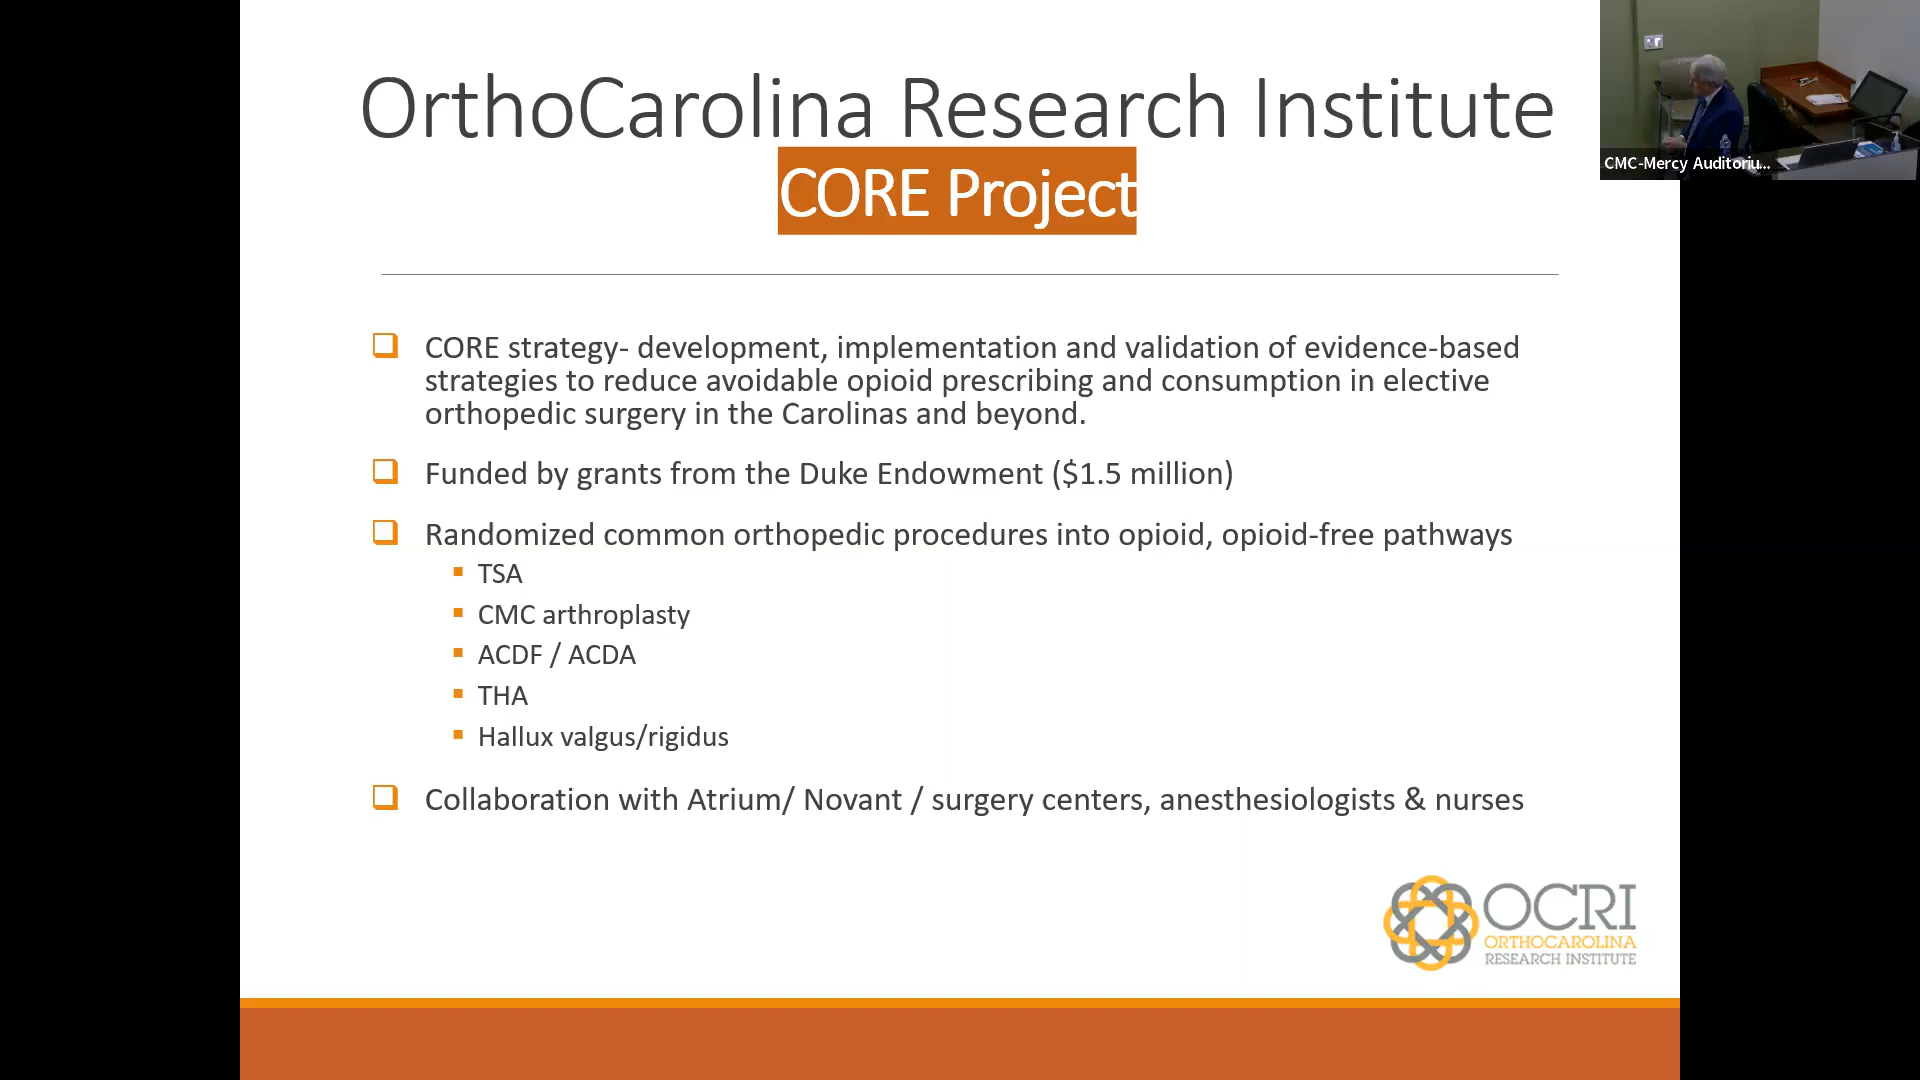 OrthoCarolina Research Institute
CORE Project
CMC-Mercy Auditoriu...
CORE strategy- development, implementation and validation of evidence-based
strategies to reduce avoidable opioid prescribing and consumption in elective
orthopedic surgery in the Carolinas and beyond.
Funded by grants from the Duke Endowment ($1.5 million)
Randomized common orthopedic procedures into opioid, opioid-free pathways
TSA
CMC arthroplasty
ACDF / ACDA
THA
Hallux valgus/rigidus
Collaboration with Atrium/ Novant / surgery centers, anesthesiologists & nurses
OCRI
ORTHOCAROLINA
RESEARCH INSTITUTE